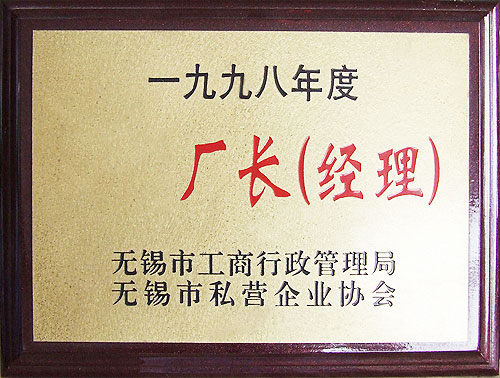 一九九八年度
厂长(经理)
无锡市工商行政管理局
无锡市私营企业协会